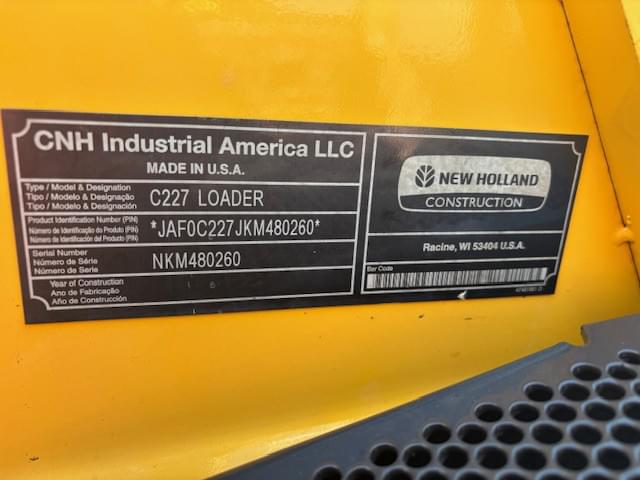 CNH Industrial America LLC
MADE IN U.S.A.
Type / Model & Designation
Tipo / Modelo & Designação
Tipo / Modelo & Designación
C227 LOADER
Product Identification Number (PIN)
Número de Identificação do Produto (PIN)
Número de Identificación del Producto (PIN)
*JAF0C227JKM480260*
Serial Number
Número de Série
Número de Serie
NKM480260
Year of Construction
Ano de Fabricação
Año de Construcción
NEW HOLLAND
CONSTRUCTION
Racine, WI 53404 U.S.A.
Bar Code